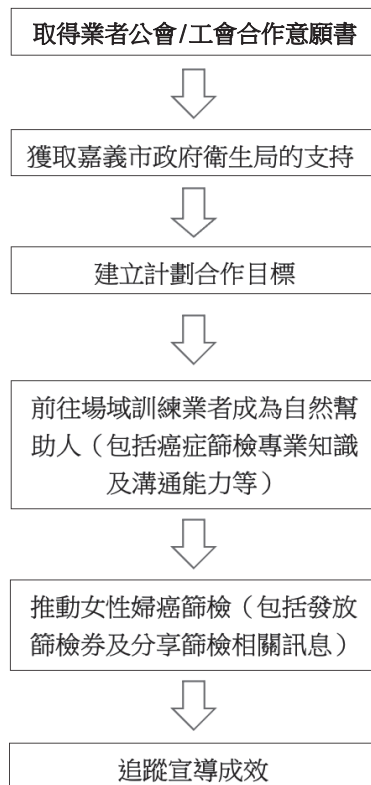 取得業者公會/工會合作意願書
獲取嘉義市政府衛生局的支持
建立計劃合作目標
前往場域訓練業者成為自然幫
助人（包括癌症篩檢專業知識
及溝通能力等）
推動女性婦癌篩檢（包括發放
篩檢券及分享篩檢相關訊息）
追蹤宣導成效